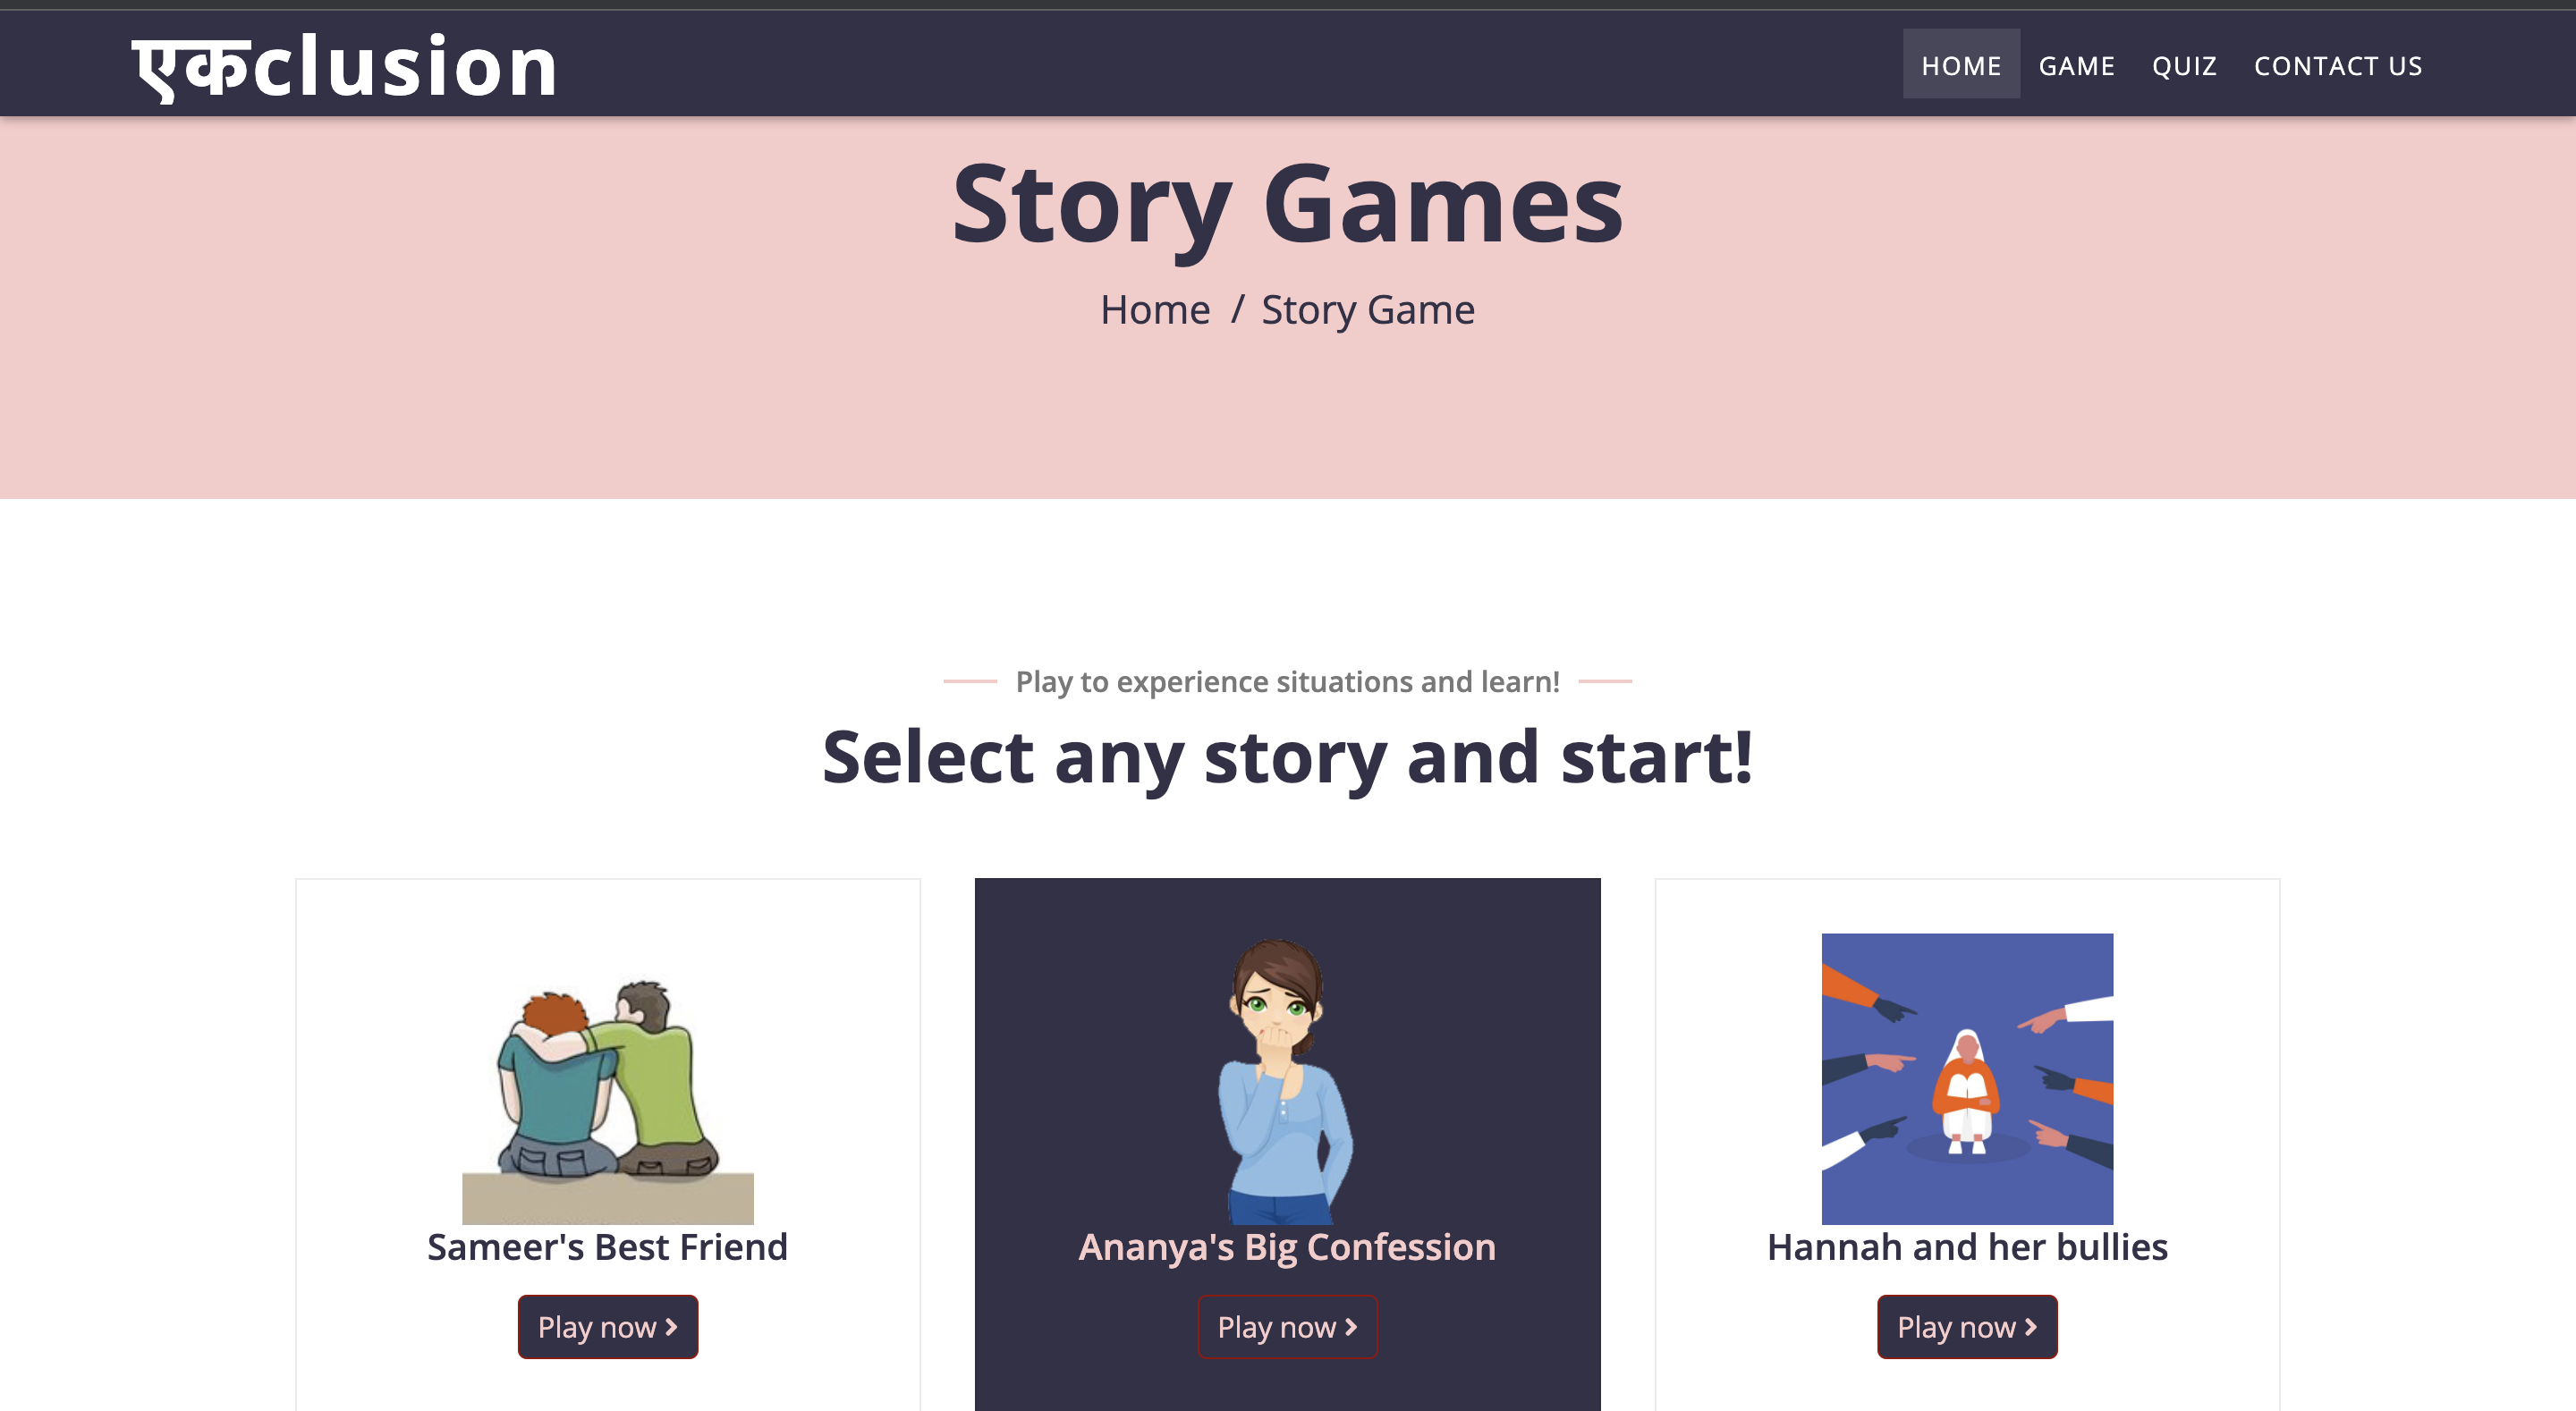 एकclusion
HOME GAME QUIZ CONTACT US
Story Games
Home / Story Game
Play to experience situations and learn!
Select any story and start!
Sameer's Best Friend
Play now
Ananya's Big Confession
Play now
Hannah and her bullies
Play now